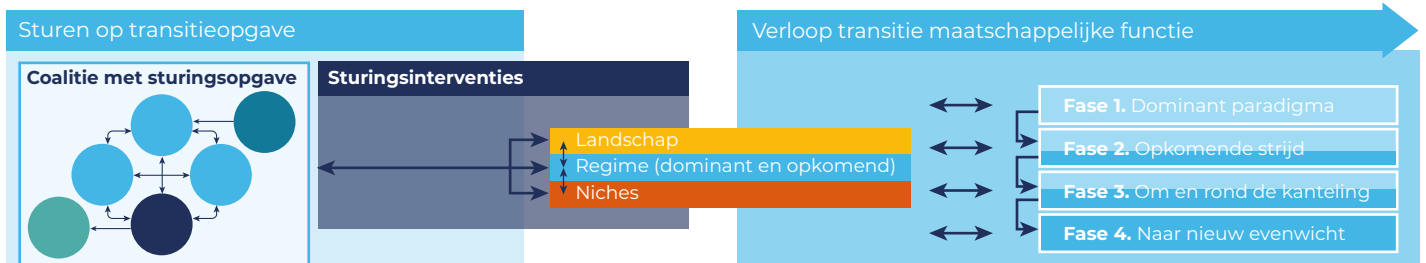 Sturen op transitieopgave
Verloop transitie maatschappelijke functie
Coalitie met sturingsopgave
Sturingsinterventies
Landschap
Regime (dominant en opkomend)
Niches
Fase 1. Dominant paradigma
Fase 2. Opkomende strijd
Fase 3. Om en rond de kanteling
Fase 4. Naar nieuw evenwicht